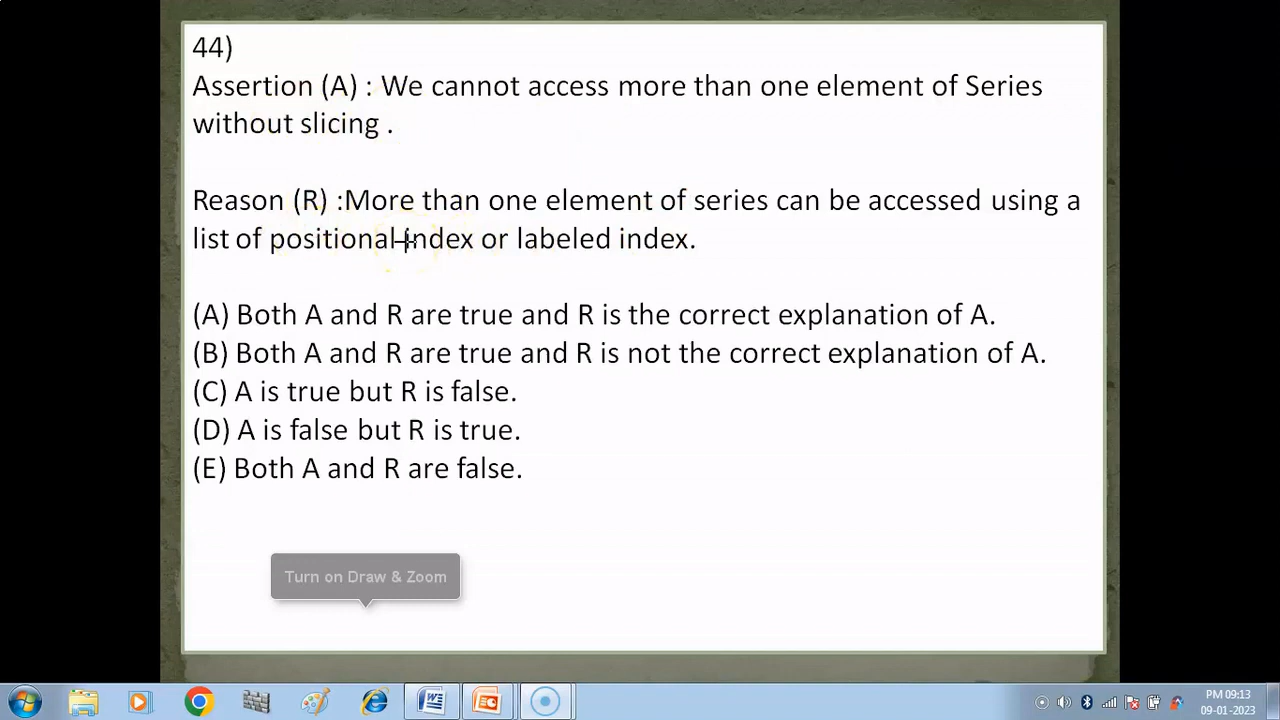 44)
Assertion (A) : We cannot access more than one element of Series
without slicing .
Reason (R) :More than one element of series can be accessed using a
list of positional index or labeled index.
(A) Both A and R are true and R is the correct explanation of A.
(B) Both A and R are true and R is not the correct explanation of A.
(C) A is true but R is false.
(D) A is false but R is true.
(E) Both A and R are false.
Turn on Draw & Zoom
PM 09:13
09-01-2023